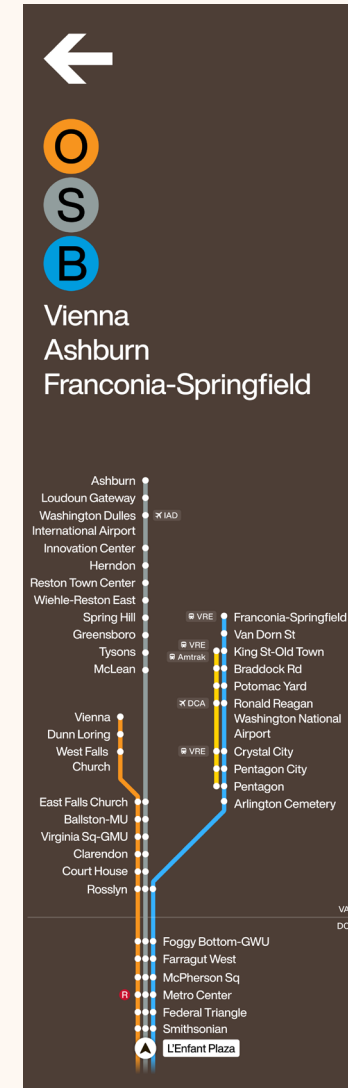 O
S
B
Vienna
Ashburn
Franconia-Springfield
Ashburn
Loudoun Gateway
Washington Dulles
International Airport
IAD
Innovation Center
Herndon
Reston Town Center
Wiehle-Reston East
Spring Hill
Greensboro
Tysons
McLean
Vienna
Dunn Loring
West Falls
Church
East Falls Church
Ballston-MU
Virginia Sq-GMU
Clarendon
Court House
Rosslyn
VRE
Franconia-Springfield
Van Dorn St
VRE
Amtrak
King St-Old Town
Braddock Rd
Potomac Yard
DCA
Ronald Reagan
Washington National
Airport
VRE
Crystal City
Pentagon City
Pentagon
Arlington Cemetery
VA
DC
Foggy Bottom-GWU
Farragut West
McPherson Sq
R
Metro Center
Federal Triangle
Smithsonian
L'Enfant Plaza